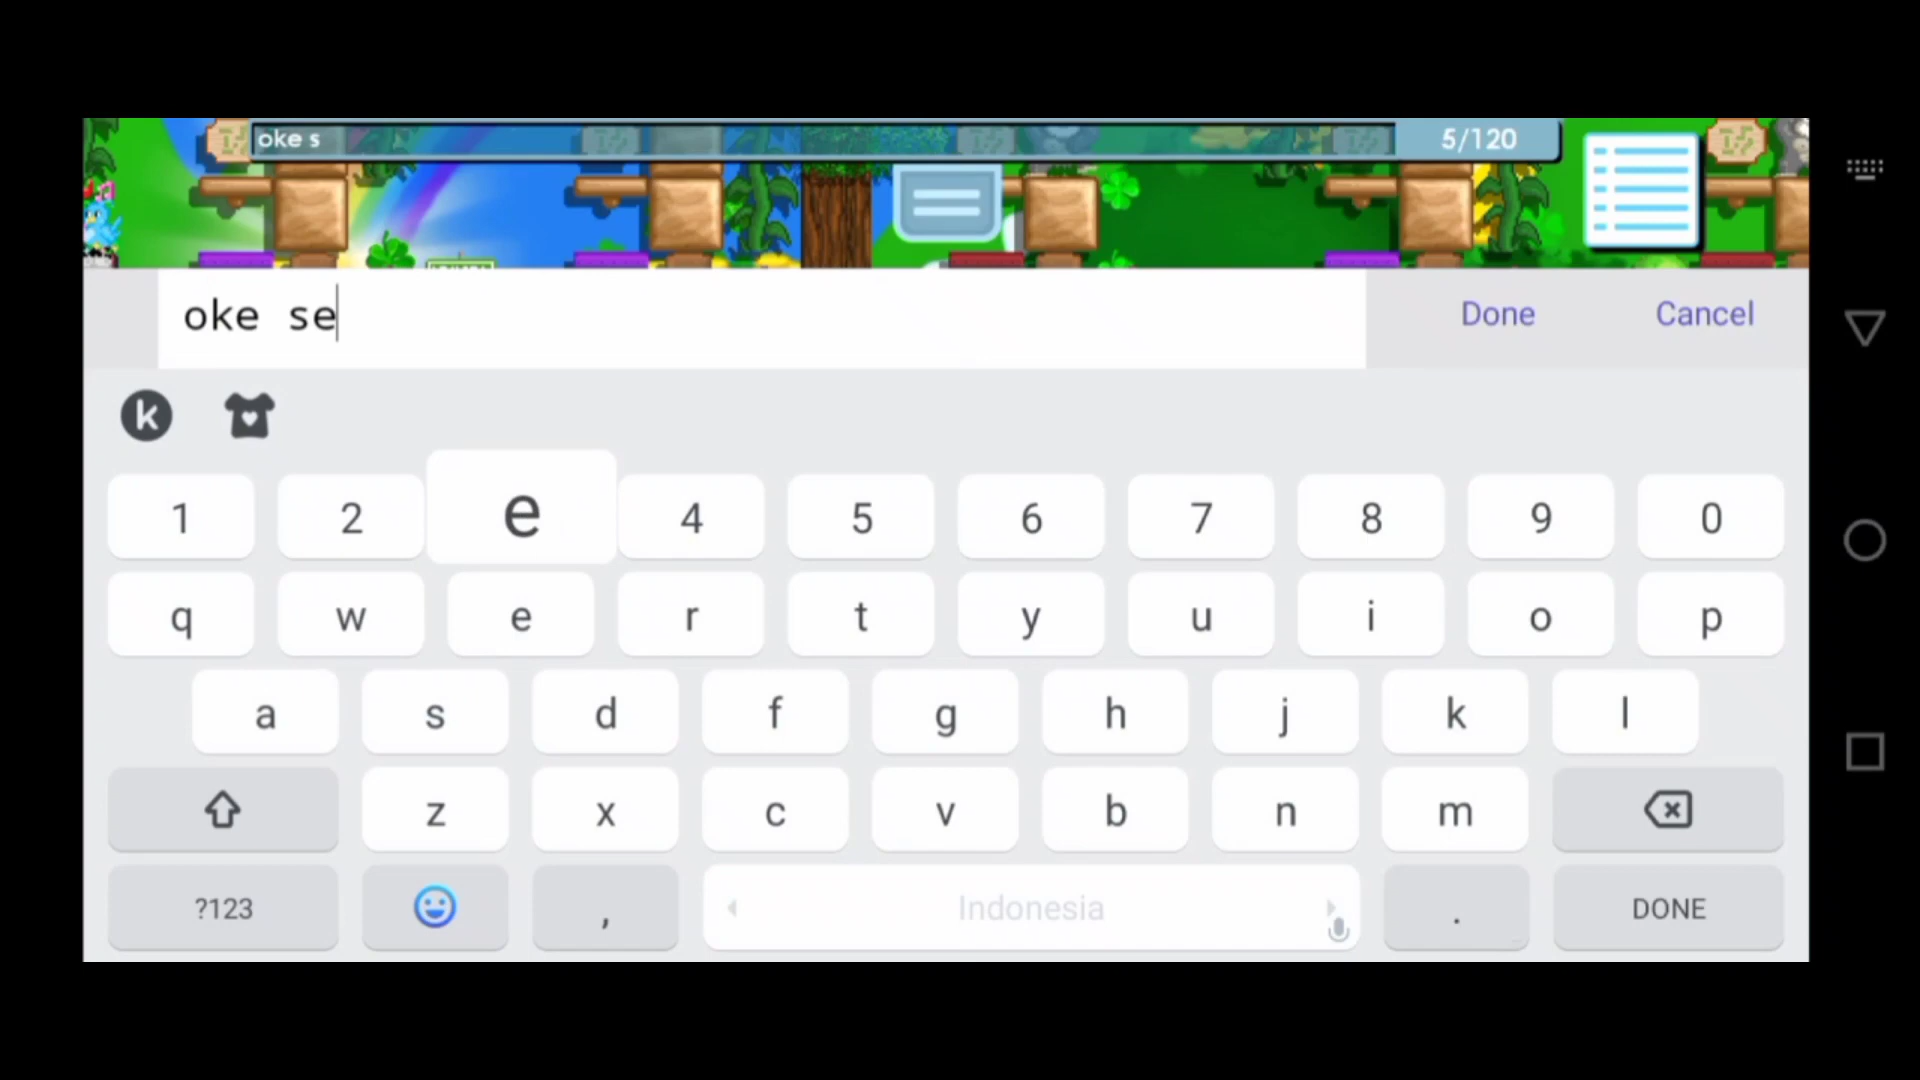 oke s
5/120
oke se
Done
Cancel
k
1 2 e 4 5 6 7 8 9 0
q w e r t y u i o p
a s d f g h j k l
z x c v b n m
?123 , Indonesia . DONE